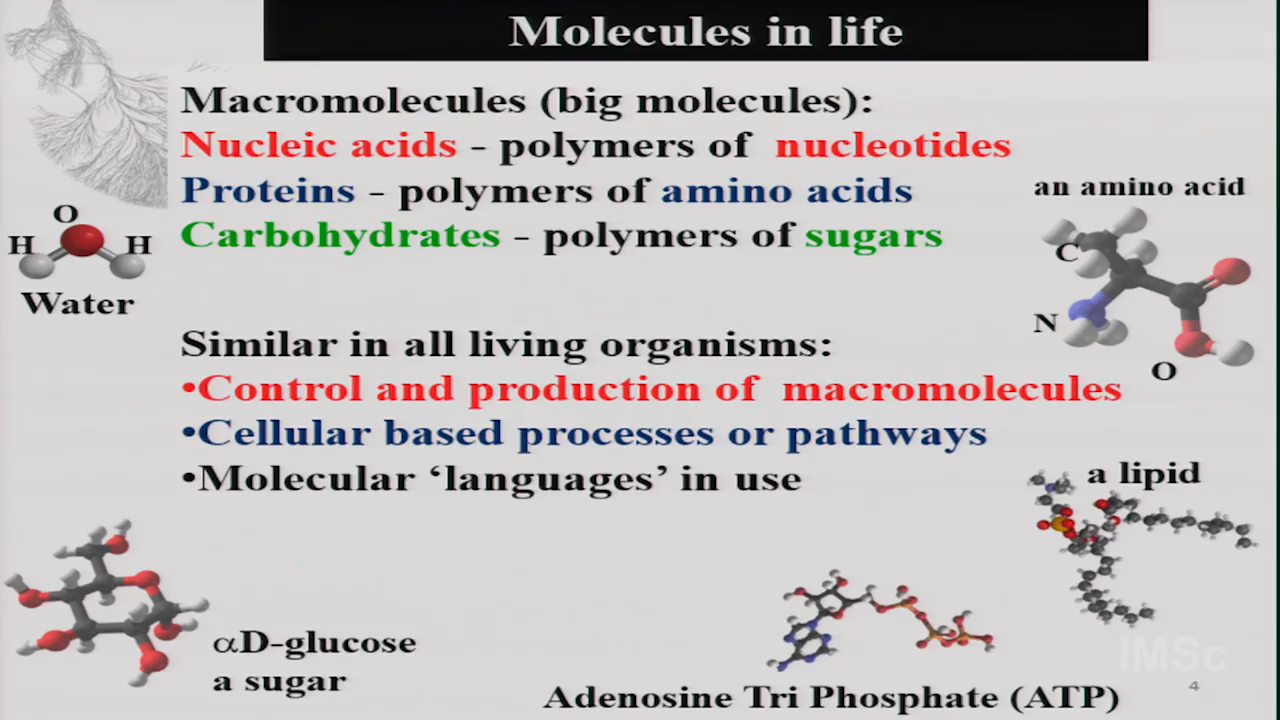 Molecules in life
Macromolecules (big molecules):
Nucleic acids - polymers of nucleotides
Proteins - polymers of amino acids
Carbohydrates - polymers of sugars
an amino acid
C
N
O
O
H
H
Water
Similar in all living organisms:
•Control and production of macromolecules
•Cellular based processes or pathways
•Molecular ‘languages’ in use
a lipid
αD-glucose
a sugar
Adenosine Tri Phosphate (ATP)
IMSc
4